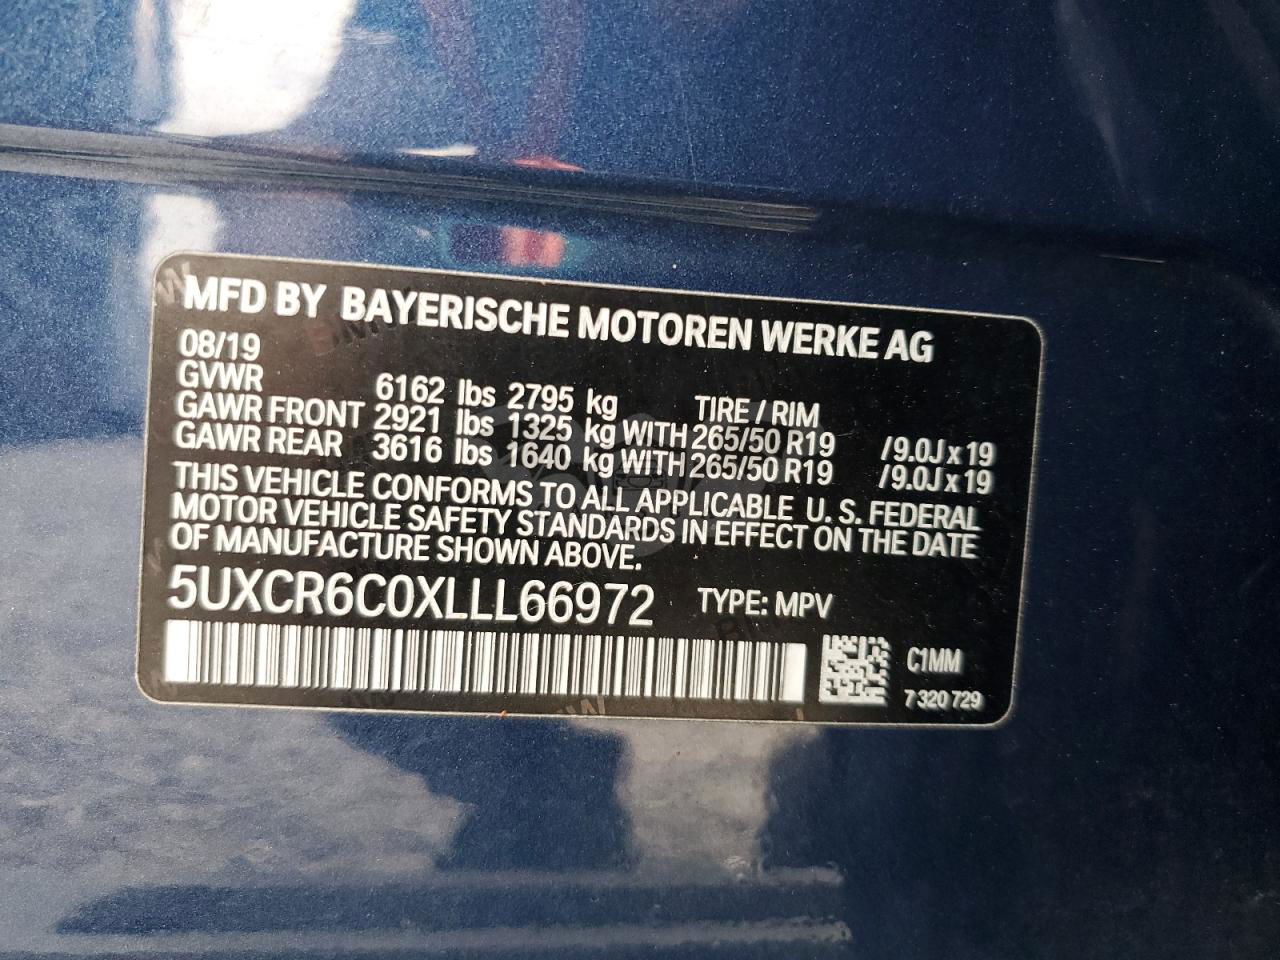 MFD BY BAYERISCHE MOTOREN WERKE AG
08/19
GVWR 6162 lbs 2795 kg TIRE / RIM
GAWR FRONT 2921 lbs 1325 kg WITH 265/50 R19 /9.0J x 19
GAWR REAR 3616 lbs 1640 kg WITH 265/50 R19 /9.0J x 19
THIS VEHICLE CONFORMS TO ALL APPLICABLE U. S. FEDERAL
MOTOR VEHICLE SAFETY STANDARDS IN EFFECT ON THE DATE
OF MANUFACTURE SHOWN ABOVE.
5UXCR6C0XLLL66972 TYPE: MPV
C1MM
7 320 729